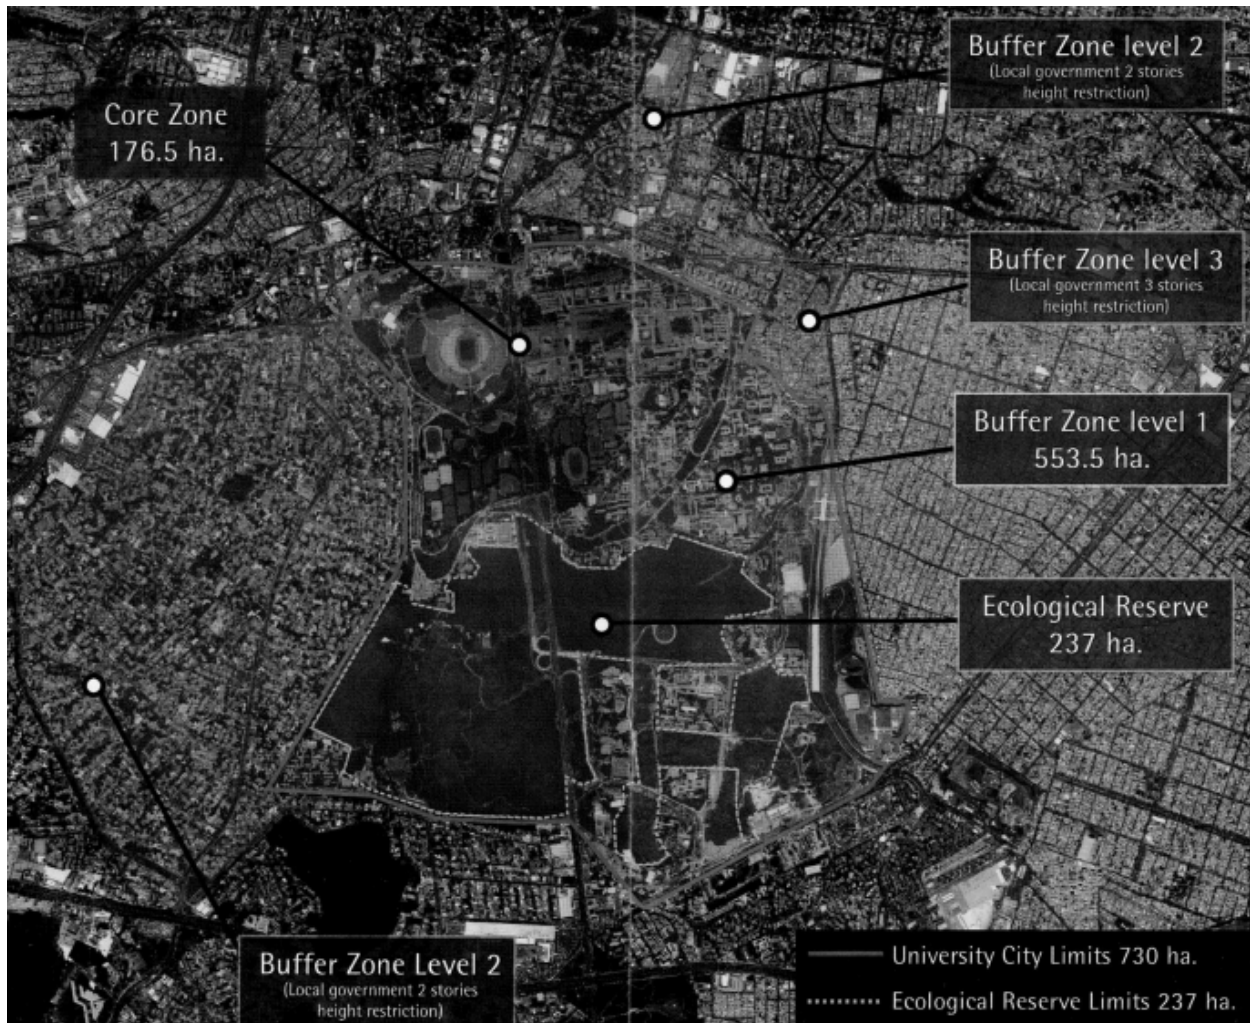 Buffer Zone level 2
(Local government 2 stories
height restriction)
Core Zone
176.5 ha.
Buffer Zone level 3
(Local government 3 stories
height restriction)
Buffer Zone level 1
553.5 ha.
Ecological Reserve
237 ha.
Buffer Zone Level 2
(Local government 2 stories
height restriction)
University City Limits 730 ha.
Ecological Reserve Limits 237 ha.